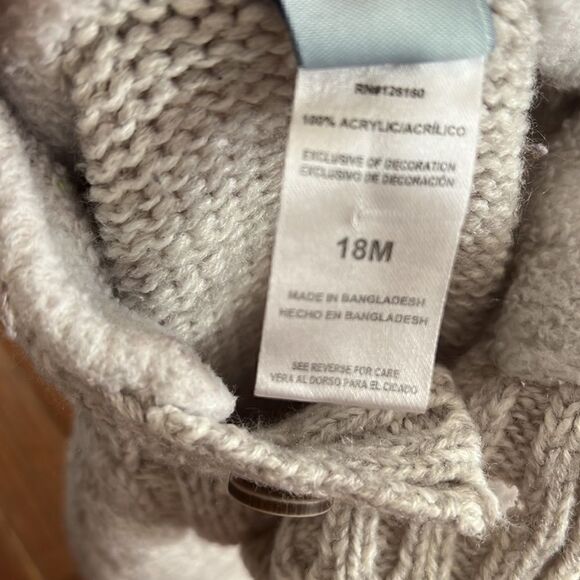 RN#126160
100% ACRYLIC/ACRÍLICO
EXCLUSIVE OF DECORATION
EXCLUSIVO DE DECORACIÓN
18M
MADE IN BANGLADESH
HECHO EN BANGLADESH
SEE REVERSE FOR CARE
VERA AL DORSO PARA EL CIDADO